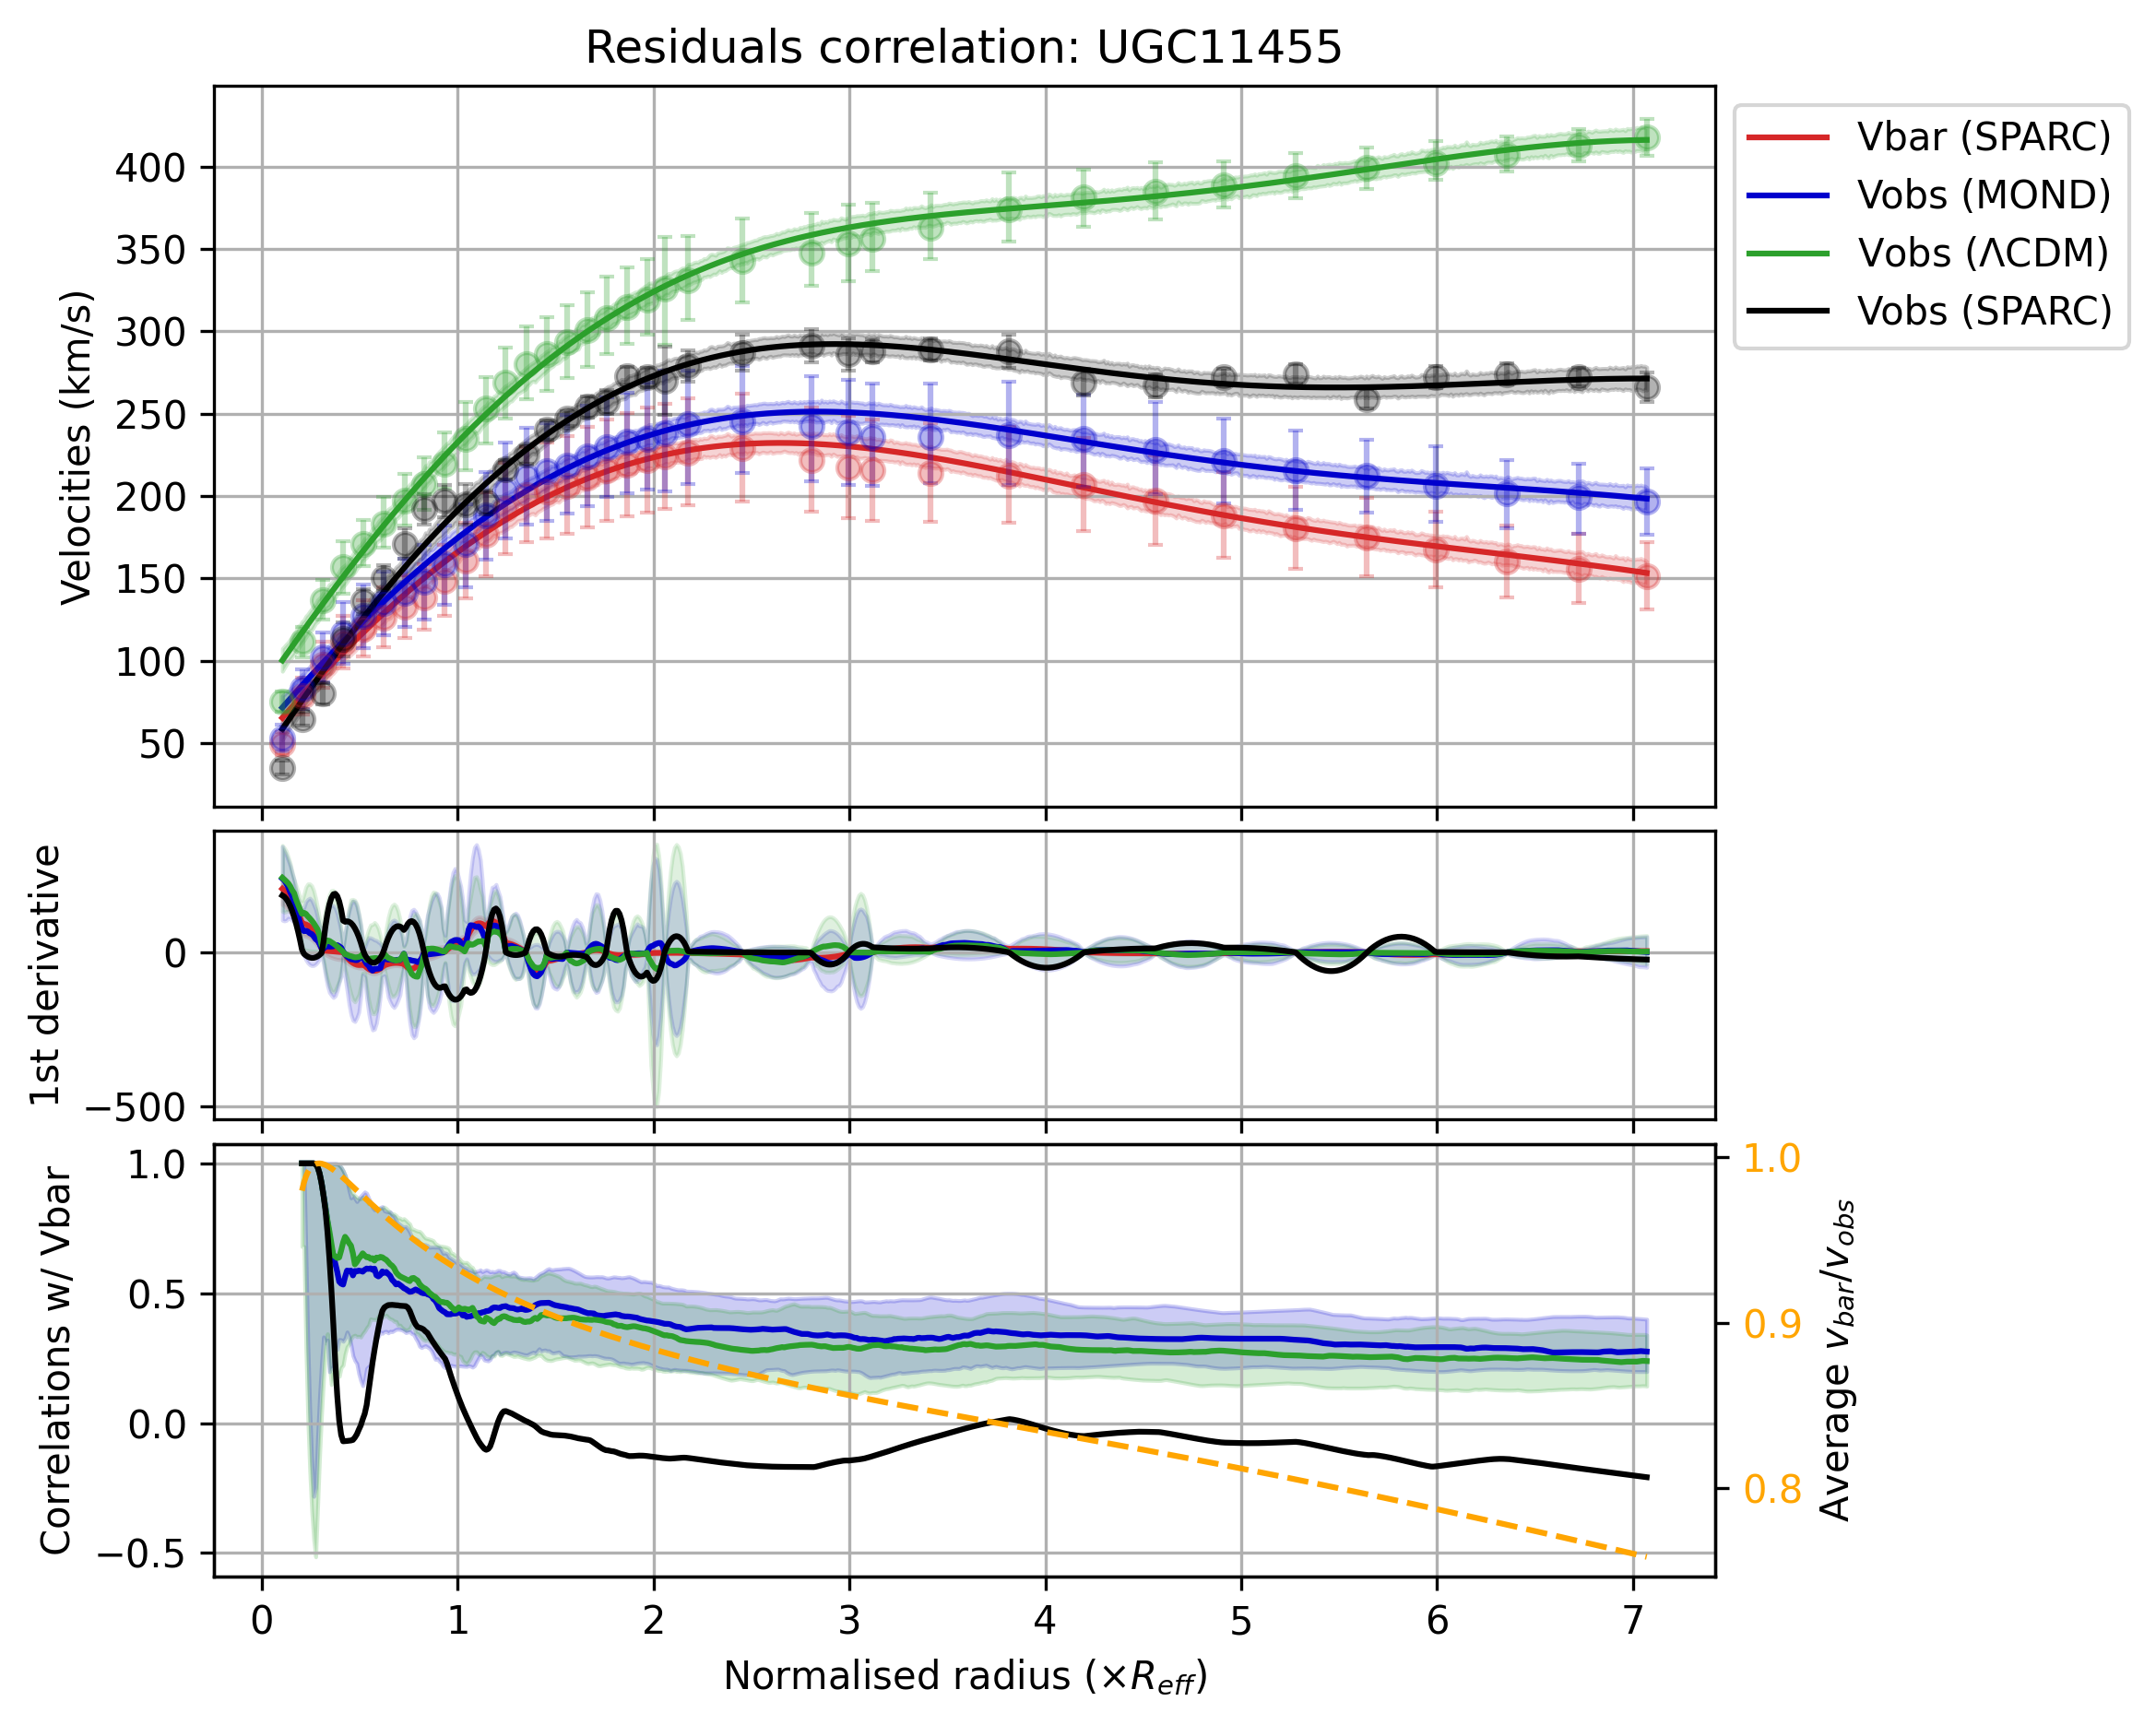 Residuals correlation: UGC11455
Velocities (km/s)
400
350
300
250
200
150
100
50
Vbar (SPARC)
Vobs (MOND)
Vobs (ΛCDM)
Vobs (SPARC)
1st derivative
0
−500
Correlations w/ Vbar
1.0
0.5
0.0
−0.5
1.0
0.9
0.8
Average v_bar/v_obs
0 1 2 3 4 5 6 7
Normalised radius (×R_eff)